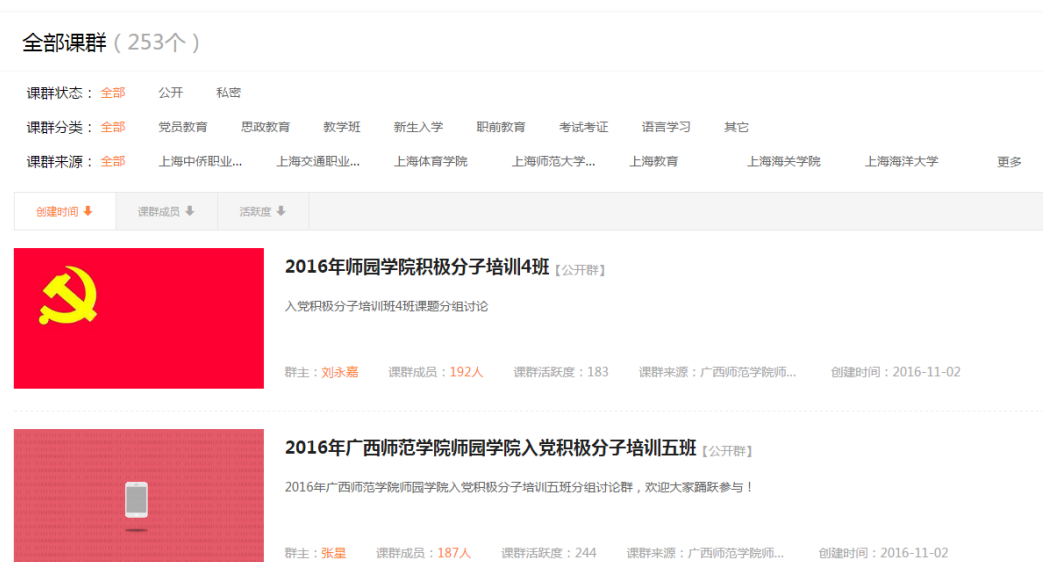 全部课群（253个）
课群状态：全部 公开 私密
课群分类：全部 党员教育 思政教育 教学班 新生入学 职前教育 考试考证 语言学习 其它
课群来源：全部 上海中侨职业... 上海交通职业... 上海体育学院 上海师范大学... 上海教育 上海海关学院 上海海洋大学 更多
创建时间 课群成员 活跃度
2016年师园学院积极分子培训4班【公开群】
入党积极分子培训班4班课题分组讨论
群主：刘永嘉 课群成员：192人 课群活跃度：183 课群来源：广西师范学院师... 创建时间：2016-11-02
2016年广西师范学院师园学院入党积极分子培训五班【公开群】
2016年广西师范学院师园学院入党积极分子培训五班分组讨论群，欢迎大家踊跃参与！
群主：张星 课群成员：187人 课群活跃度：244 课群来源：广西师范学院师... 创建时间：2016-11-02